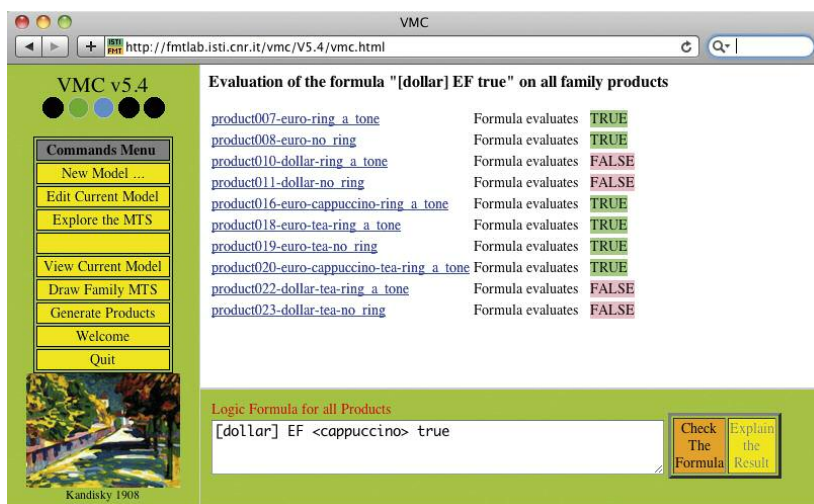 VMC
ISTI
FMT
http://fmtlab.isti.cnr.it/vmc/V5.4/vmc.html
VMC v5.4
Commands Menu
New Model ...
Edit Current Model
Explore the MTS
View Current Model
Draw Family MTS
Generate Products
Welcome
Quit
Kandisky 1908
Evaluation of the formula "[dollar] EF true" on all family products
product007-euro-ring_a_tone Formula evaluates TRUE
product008-euro-no_ring Formula evaluates TRUE
product010-dollar-ring_a_tone Formula evaluates FALSE
product011-dollar-no_ring Formula evaluates FALSE
product016-euro-cappuccino-ring_a_tone Formula evaluates TRUE
product018-euro-tea-ring_a_tone Formula evaluates TRUE
product019-euro-tea-no_ring Formula evaluates TRUE
product020-euro-cappuccino-tea-ring_a_tone Formula evaluates TRUE
product022-dollar-tea-ring_a_tone Formula evaluates FALSE
product023-dollar-tea-no_ring Formula evaluates FALSE
Logic Formula for all Products
[dollar] EF <cappuccino> true
Check
The
Formula
Explain
the
Result